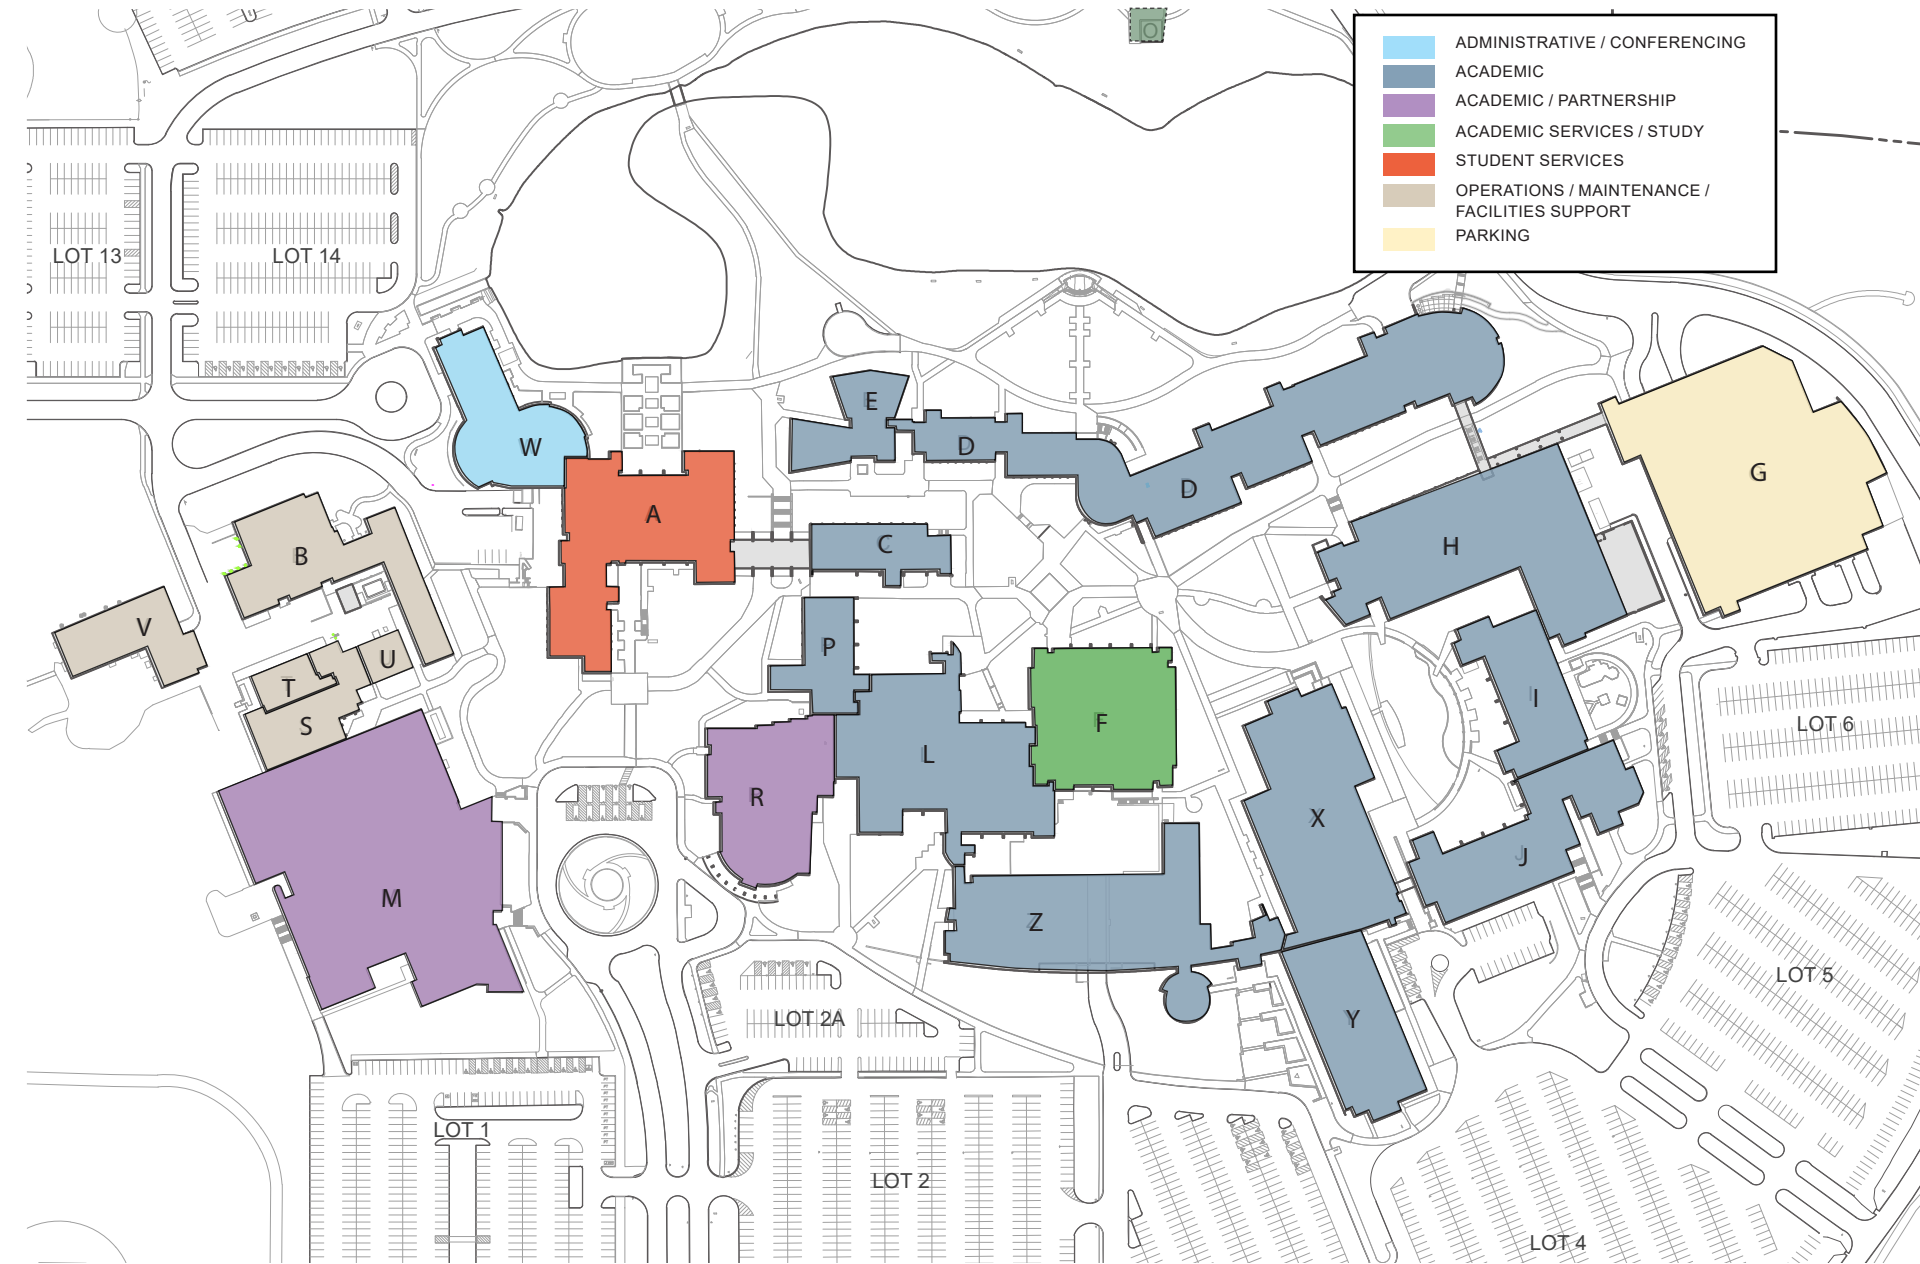 O
ADMINISTRATIVE / CONFERENCING
ACADEMIC
ACADEMIC / PARTNERSHIP
ACADEMIC SERVICES / STUDY
STUDENT SERVICES
OPERATIONS / MAINTENANCE /
FACILITIES SUPPORT
PARKING
LOT 13
LOT 14
E
W
D
D
G
A
C
H
B
V
P
U
T
I
S
F
LOT 6
L
R
X
J
M
Z
LOT 5
LOT 2A
Y
LOT 1
LOT 2
LOT 4